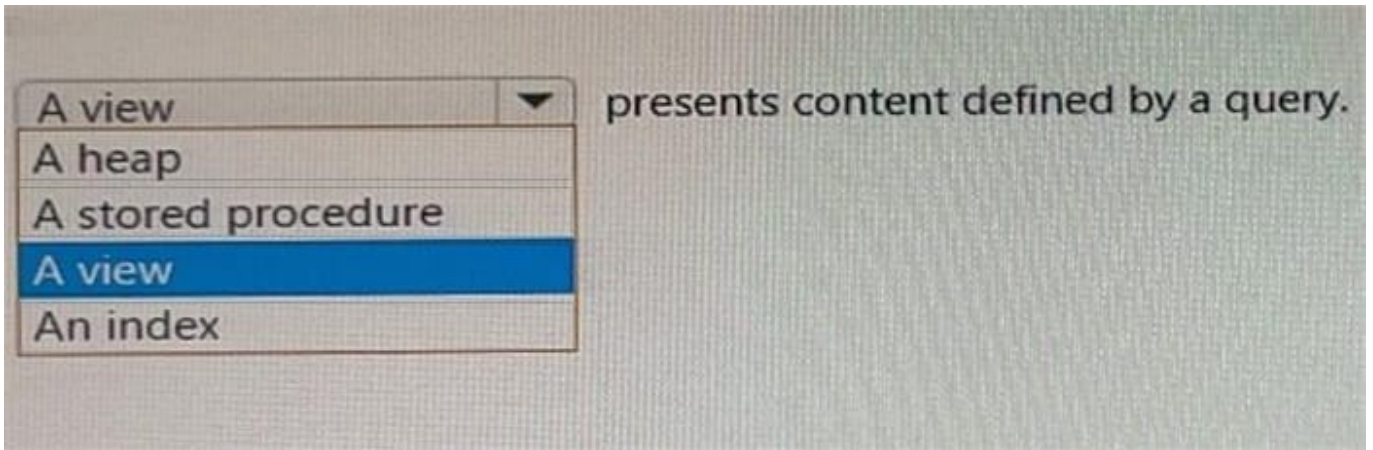 A view presents content defined by a query.
A heap
A stored procedure
A view
An index